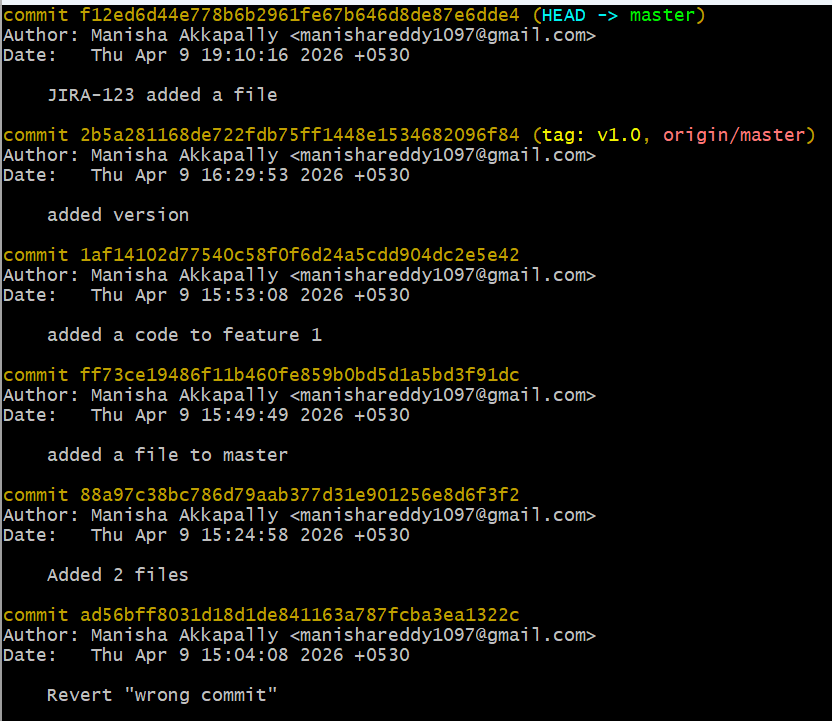 commit f12ed6d44e778b6b2961fe67b646d8de87e6dde4 (HEAD -> master)
Author: Manisha Akkapally <manishareddy1097@gmail.com>
Date:   Thu Apr 9 19:10:16 2026 +0530
JIRA-123 added a file
commit 2b5a281168de722fdb75ff1448e1534682096f84 (tag: v1.0, origin/master)
Author: Manisha Akkapally <manishareddy1097@gmail.com>
Date:   Thu Apr 9 16:29:53 2026 +0530
added version
commit 1af14102d77540c58f0f6d24a5cdd904dc2e5e42
Author: Manisha Akkapally <manishareddy1097@gmail.com>
Date:   Thu Apr 9 15:53:08 2026 +0530
added a code to feature 1
commit ff73ce19486f11b460fe859b0bd5d1a5bd3f91dc
Author: Manisha Akkapally <manishareddy1097@gmail.com>
Date:   Thu Apr 9 15:49:49 2026 +0530
added a file to master
commit 88a97c38bc786d79aab377d31e901256e8d6f3f2
Author: Manisha Akkapally <manishareddy1097@gmail.com>
Date:   Thu Apr 9 15:24:58 2026 +0530
Added 2 files
commit ad56bff8031d18d1de841163a787fcba3ea1322c
Author: Manisha Akkapally <manishareddy1097@gmail.com>
Date:   Thu Apr 9 15:04:08 2026 +0530
Revert "wrong commit"